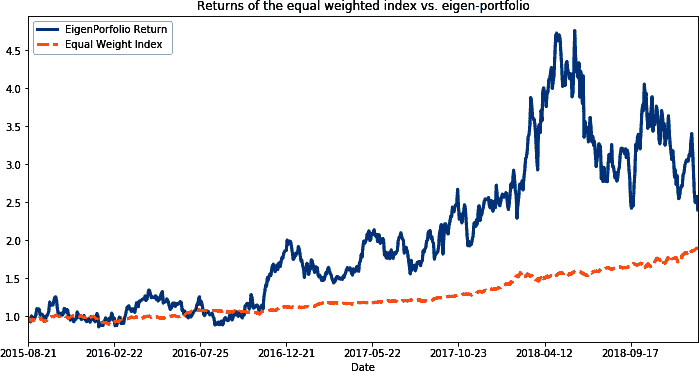 Returns of the equal weighted index vs. eigen-portfolio
EigenPorfolio Return
Equal Weight Index
4.5
4.0
3.5
3.0
2.5
2.0
1.5
1.0
2015-08-21 2016-02-22 2016-07-25 2016-12-21 2017-05-22 2017-10-23 2018-04-12 2018-09-17
Date